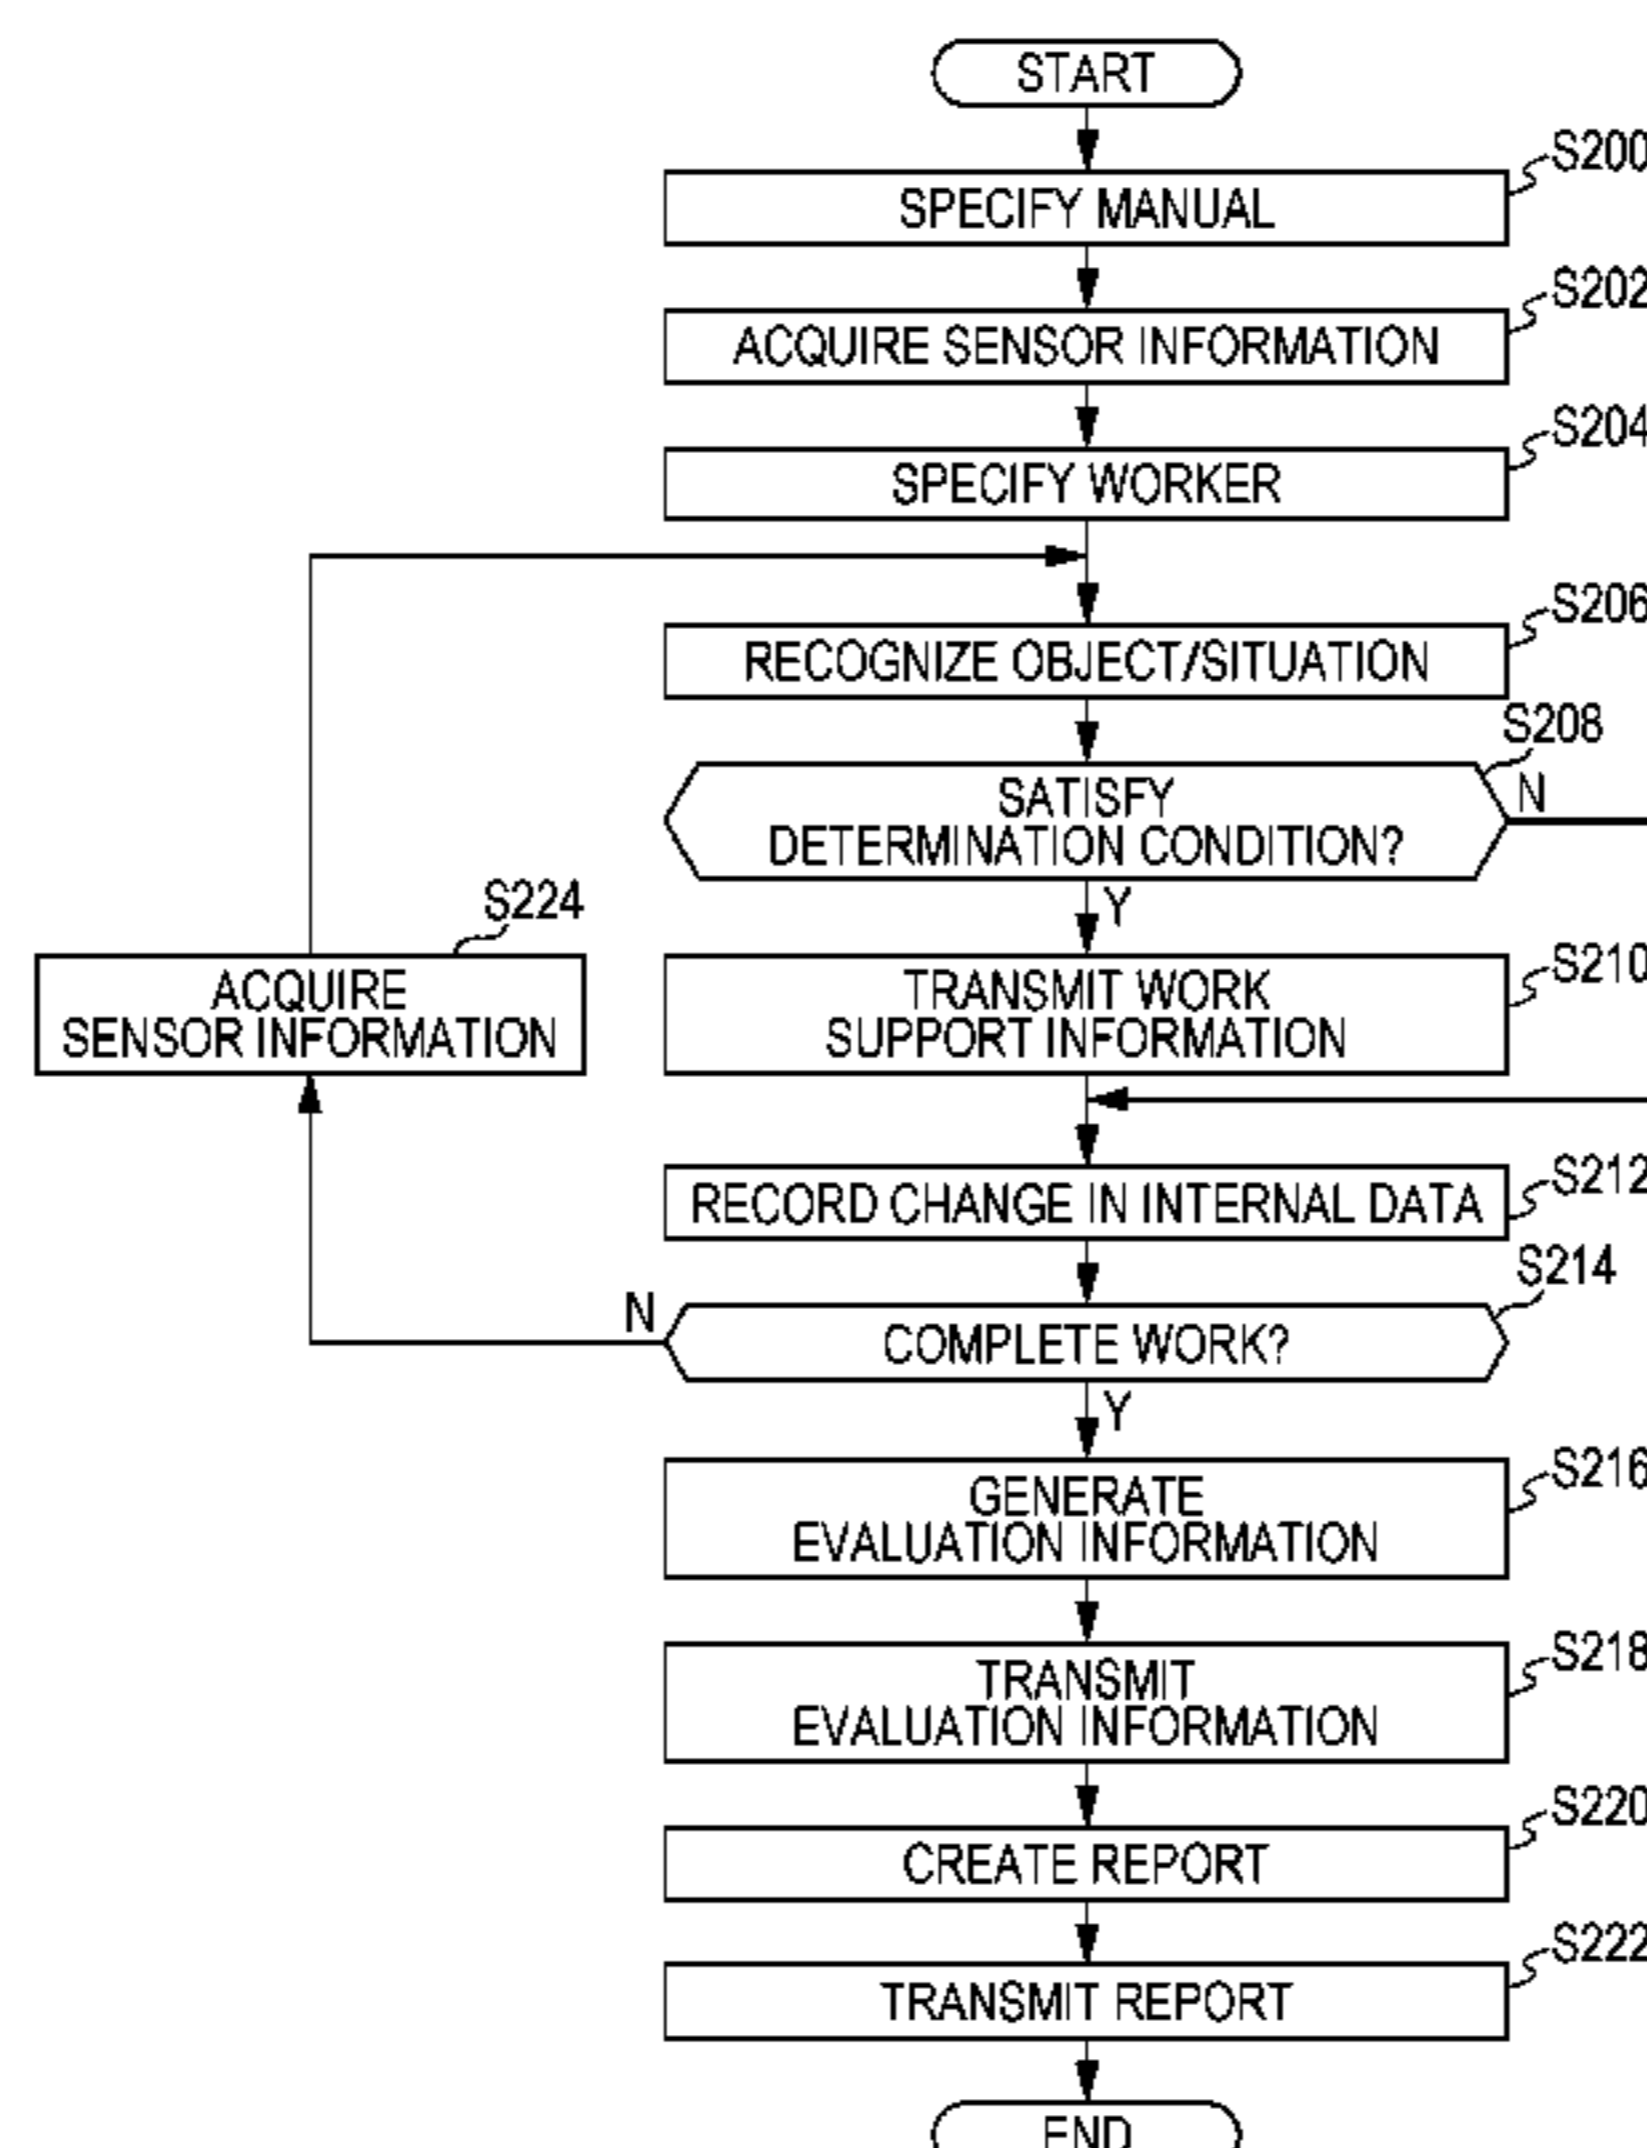 START
S200
SPECIFY MANUAL
S202
ACQUIRE SENSOR INFORMATION
S204
SPECIFY WORKER
S206
RECOGNIZE OBJECT/SITUATION
S208
SATISFY
DETERMINATION CONDITION?
N
Y
S224
ACQUIRE
SENSOR INFORMATION
S210
TRANSMIT WORK
SUPPORT INFORMATION
S212
RECORD CHANGE IN INTERNAL DATA
S214
N
COMPLETE WORK?
Y
S216
GENERATE
EVALUATION INFORMATION
S218
TRANSMIT
EVALUATION INFORMATION
S220
CREATE REPORT
S222
TRANSMIT REPORT
END